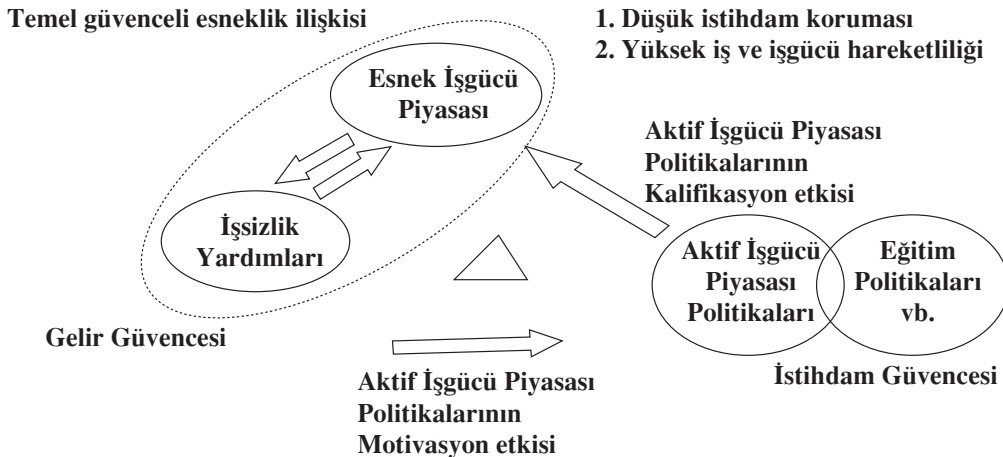 Temel güvenceli esneklik ilişkisi
1. Düşük istihdam koruması
2. Yüksek iş ve işgücü hareketliliği
Esnek İşgücü
Piyasası
Aktif İşgücü Piyasası
Politikalarının
Kalifikasyon etkisi
İşsizlik
Yardımları
Aktif İşgücü
Piyasası
Politikaları
Eğitim
Politikaları
vb.
Gelir Güvencesi
İstihdam Güvencesi
Aktif İşgücü Piyasası
Politikalarının
Motivasyon etkisi